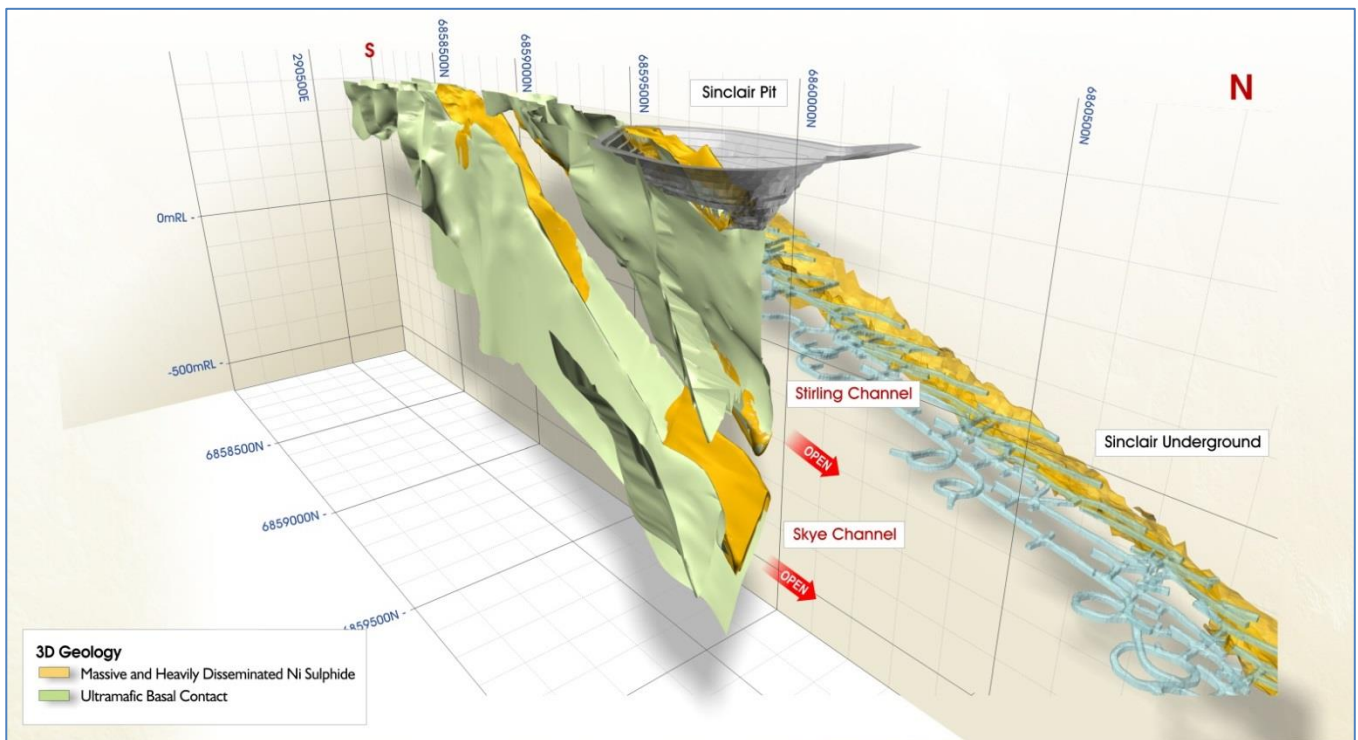 S
N
290500E
6858500N
6859000N
6859500N
6860000N
6860500N
Sinclair Pit
0mRL -
-500mRL -
Stirling Channel
OPEN
Sinclair Underground
6858500N -
6859000N -
Skye Channel
OPEN
6859500N -
3D Geology
Massive and Heavily Disseminated Ni Sulphide
Ultramafic Basal Contact